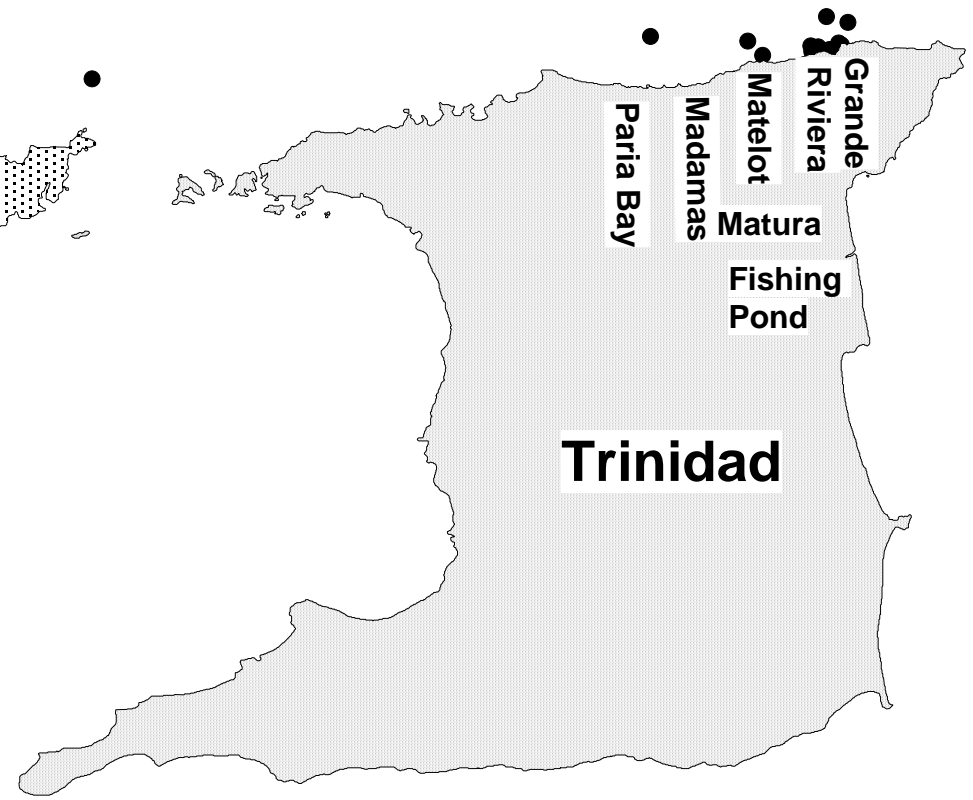 Paria Bay
Madamas
Matelot
Riviera
Grande
Matura
Fishing
Pond
Trinidad